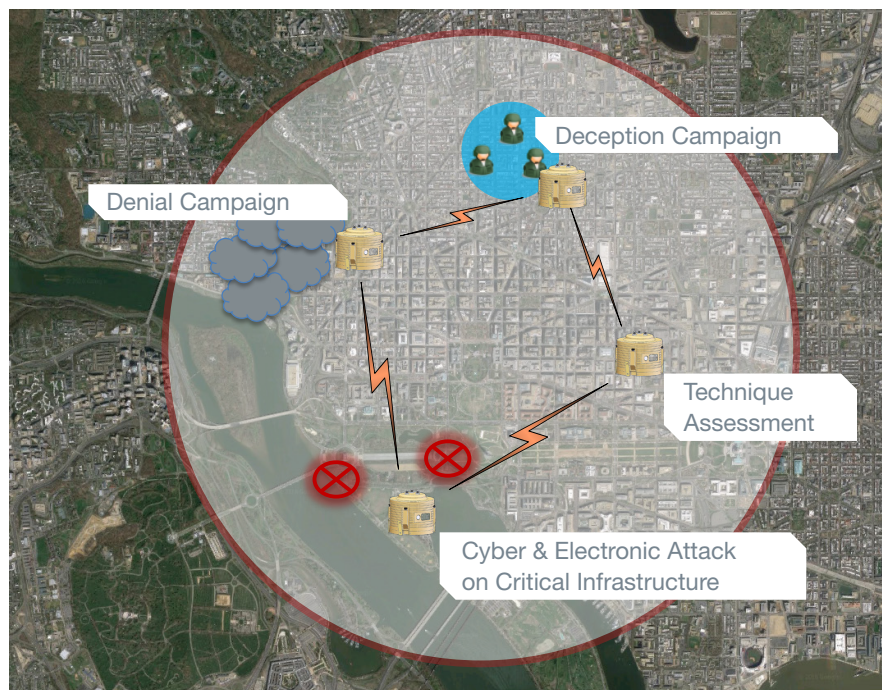 Deception Campaign
Denial Campaign
Technique
Assessment
Cyber & Electronic Attack
on Critical Infrastructure